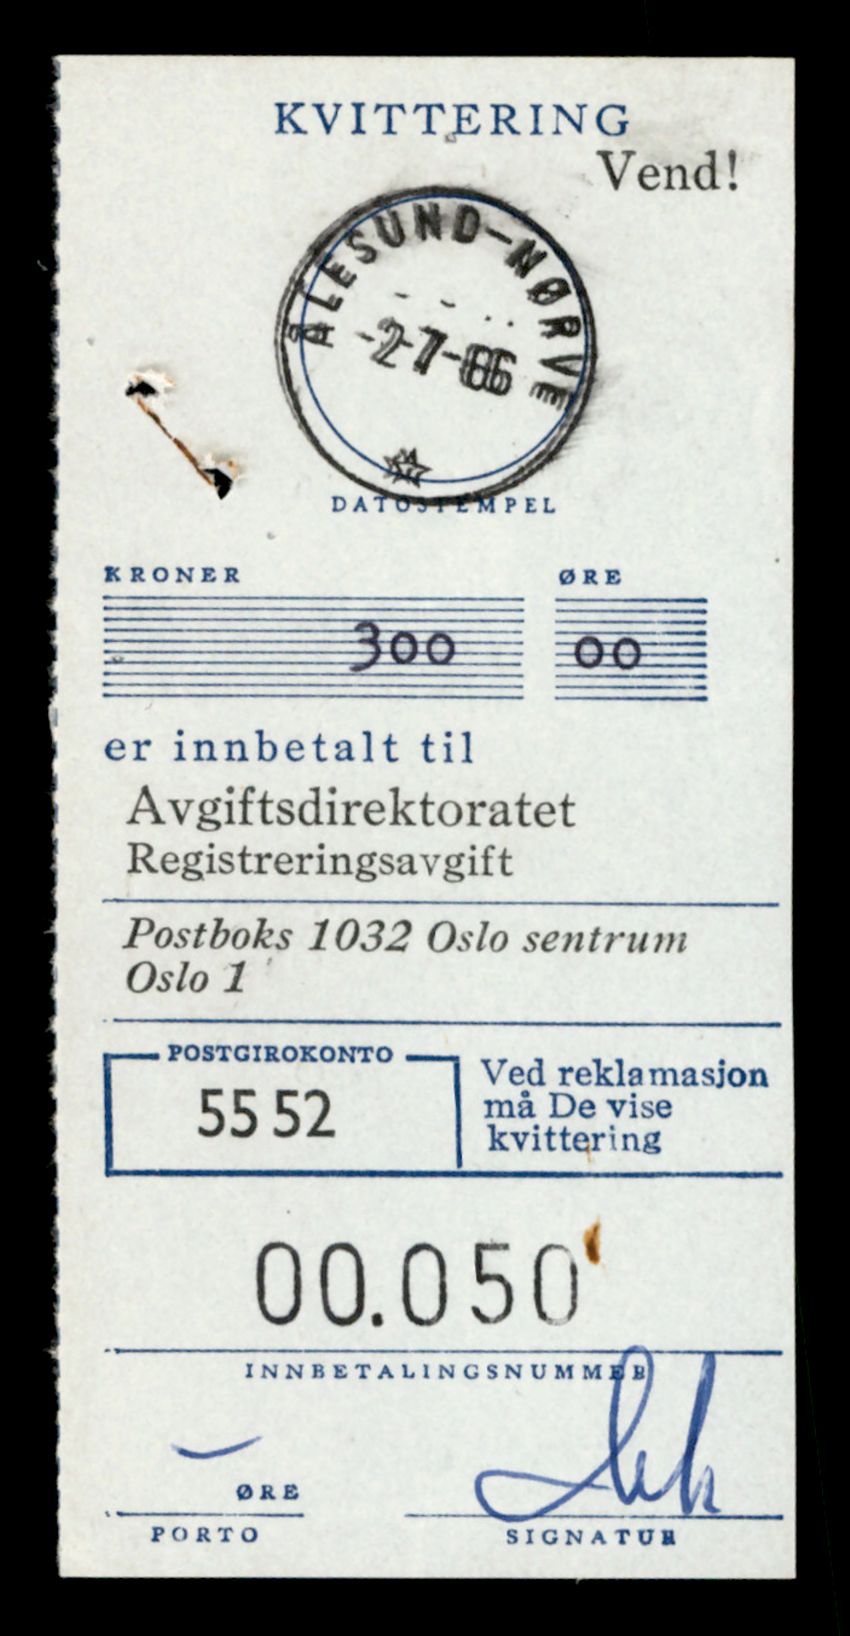 KVITTERING
Vend!
ÅLESUND-NØRVE
-2-7-86
DATOSTEMPEL
KRONER ØRE
300 00
er innbetalt til
Avgiftsdirektoratet
Registreringsavgift
Postboks 1032 Oslo sentrum
Oslo 1
POSTGIROKONTO
55 52
Ved reklamasjon
må De vise
kvittering
00.050
INNBETALINGSNUMMER
ØRE
PORTO
SIGNATUR